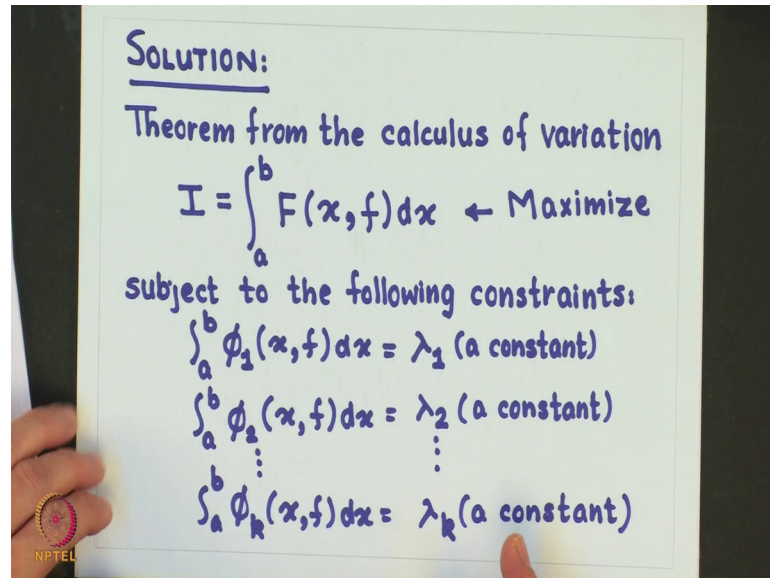 SOLUTION:
Theorem from the calculus of variation
I = ∫_a^b F(x,f)dx ← Maximize
subject to the following constraints:
∫_a^b ϕ_1(x,f)dx = λ_1 (a constant)
∫_a^b ϕ_2(x,f)dx = λ_2 (a constant)
⋮ ⋮
∫_a^b ϕ_k(x,f)dx = λ_k (a constant)
NPTEL